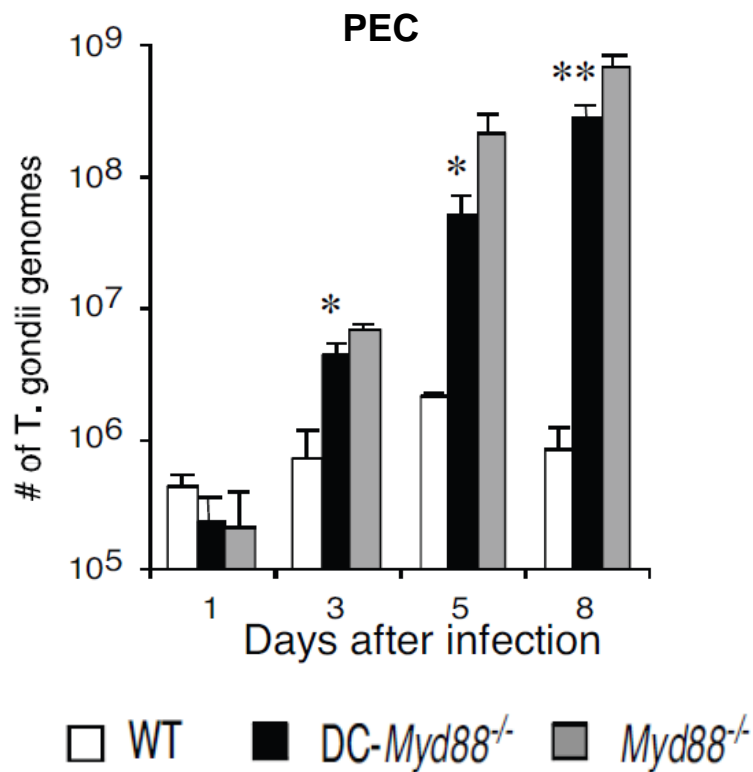 PEC
# of T. gondii genomes
10⁹
10⁸
10⁷
10⁶
10⁵
*
*
**
1 3 5 8
Days after infection
WT DC-Myd88⁻/⁻ Myd88⁻/⁻